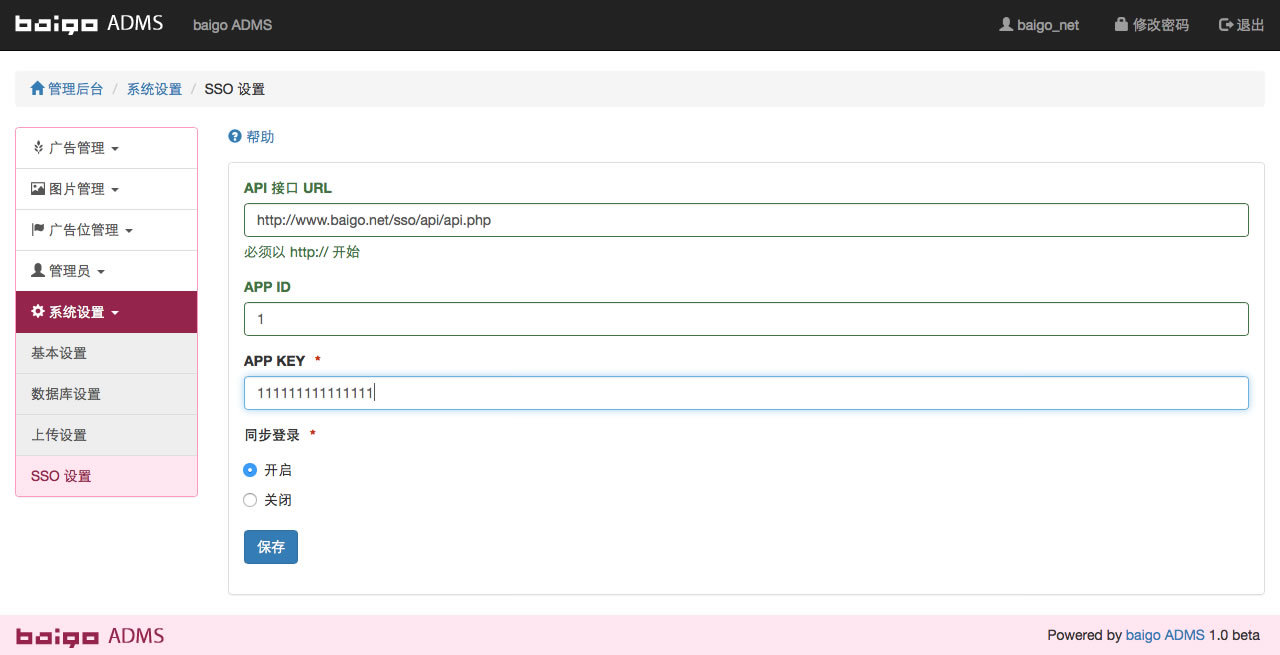 baigo ADMS baigo ADMS baigo_net 修改密码 退出
管理后台 / 系统设置 / SSO 设置
广告管理
图片管理
广告位管理
管理员
系统设置
基本设置
数据库设置
上传设置
SSO 设置
帮助
API 接口 URL
http://www.baigo.net/sso/api/api.php
必须以 http:// 开始
APP ID
1
APP KEY *
111111111111111
同步登录 *
开启
关闭
保存
baigo ADMS Powered by baigo ADMS 1.0 beta